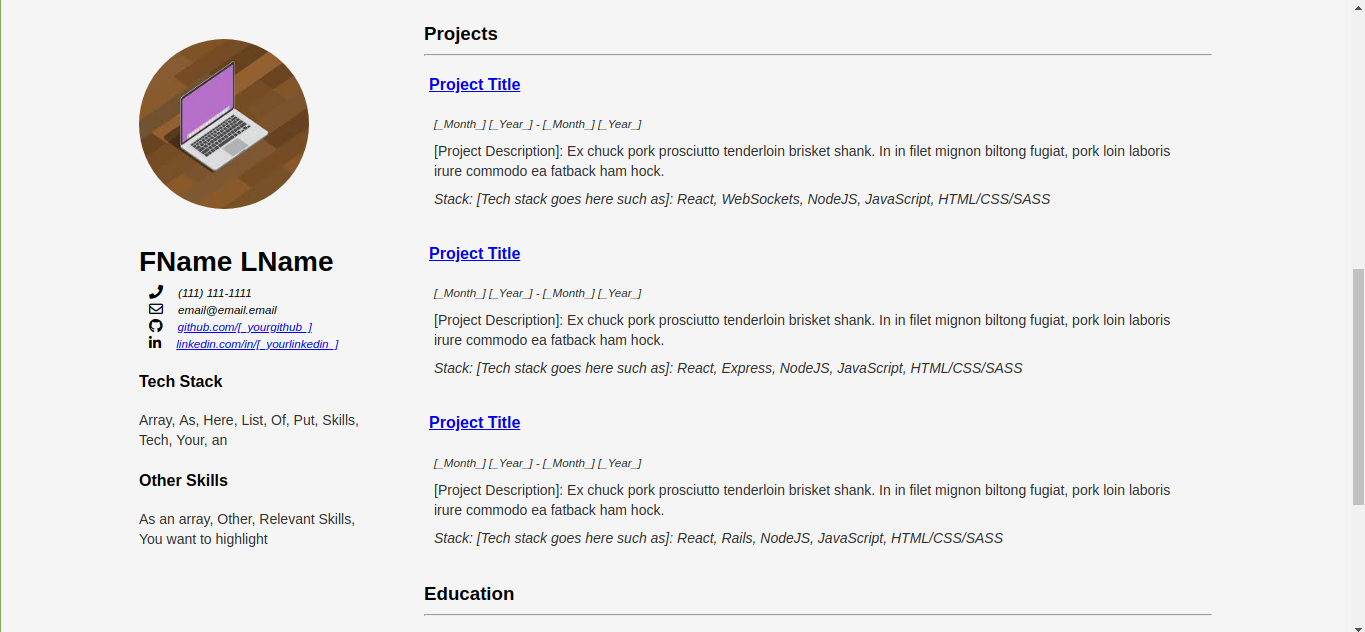 FName LName
(111) 111-1111
email@email.email
github.com/[_yourgithub_]
linkedin.com/in/[_yourlinkedin_]
Tech Stack
Array, As, Here, List, Of, Put, Skills,
Tech, Your, an
Other Skills
As an array, Other, Relevant Skills,
You want to highlight
Projects
Project Title
[_Month_] [_Year_] - [_Month_] [_Year_]
[Project Description]: Ex chuck pork prosciutto tenderloin brisket shank. In in filet mignon biltong fugiat, pork loin laboris
irure commodo ea fatback ham hock.
Stack: [Tech stack goes here such as]: React, WebSockets, NodeJS, JavaScript, HTML/CSS/SASS
Project Title
[_Month_] [_Year_] - [_Month_] [_Year_]
[Project Description]: Ex chuck pork prosciutto tenderloin brisket shank. In in filet mignon biltong fugiat, pork loin laboris
irure commodo ea fatback ham hock.
Stack: [Tech stack goes here such as]: React, Express, NodeJS, JavaScript, HTML/CSS/SASS
Project Title
[_Month_] [_Year_] - [_Month_] [_Year_]
[Project Description]: Ex chuck pork prosciutto tenderloin brisket shank. In in filet mignon biltong fugiat, pork loin laboris
irure commodo ea fatback ham hock.
Stack: [Tech stack goes here such as]: React, Rails, NodeJS, JavaScript, HTML/CSS/SASS
Education